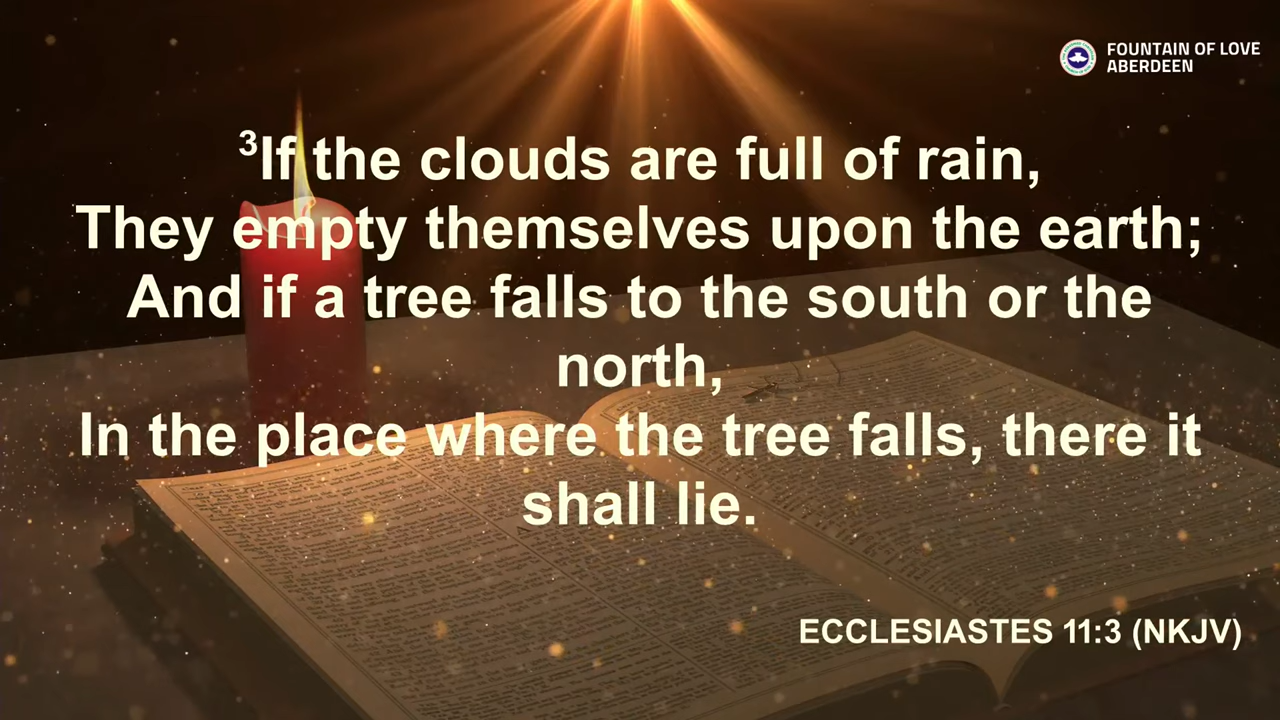 FOUNTAIN OF LOVE
ABERDEEN
3If the clouds are full of rain,
They empty themselves upon the earth;
And if a tree falls to the south or the
north,
In the place where the tree falls, there it
shall lie.
ECCLESIASTES 11:3 (NKJV)